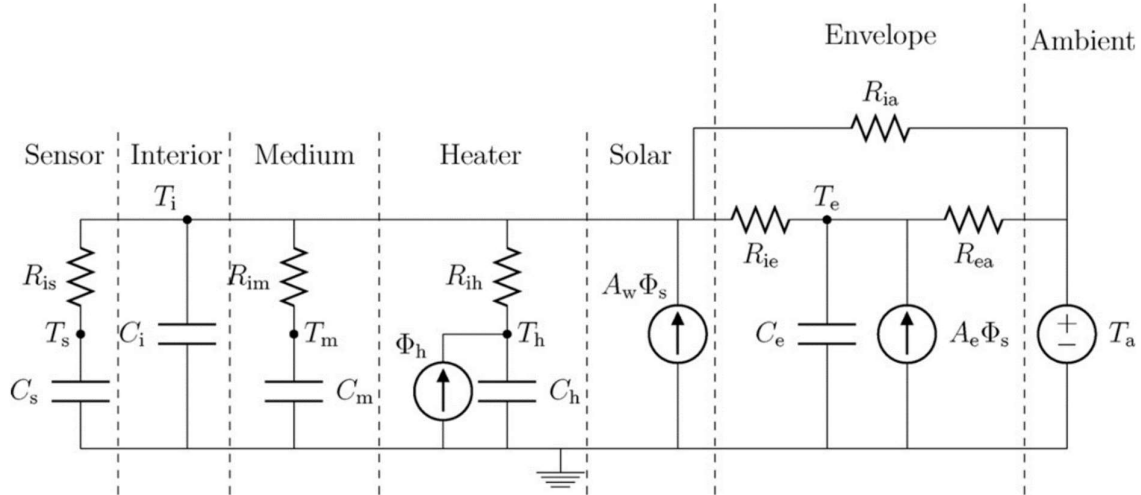 Envelope
Ambient
R_ia
Sensor
Interior
Medium
Heater
Solar
T_i
T_e
R_is
R_im
R_ih
A_wΦ_s
R_ie
R_ea
T_s
C_i
T_m
Φ_h
T_h
C_e
A_eΦ_s
+
−
T_a
C_s
C_m
C_h